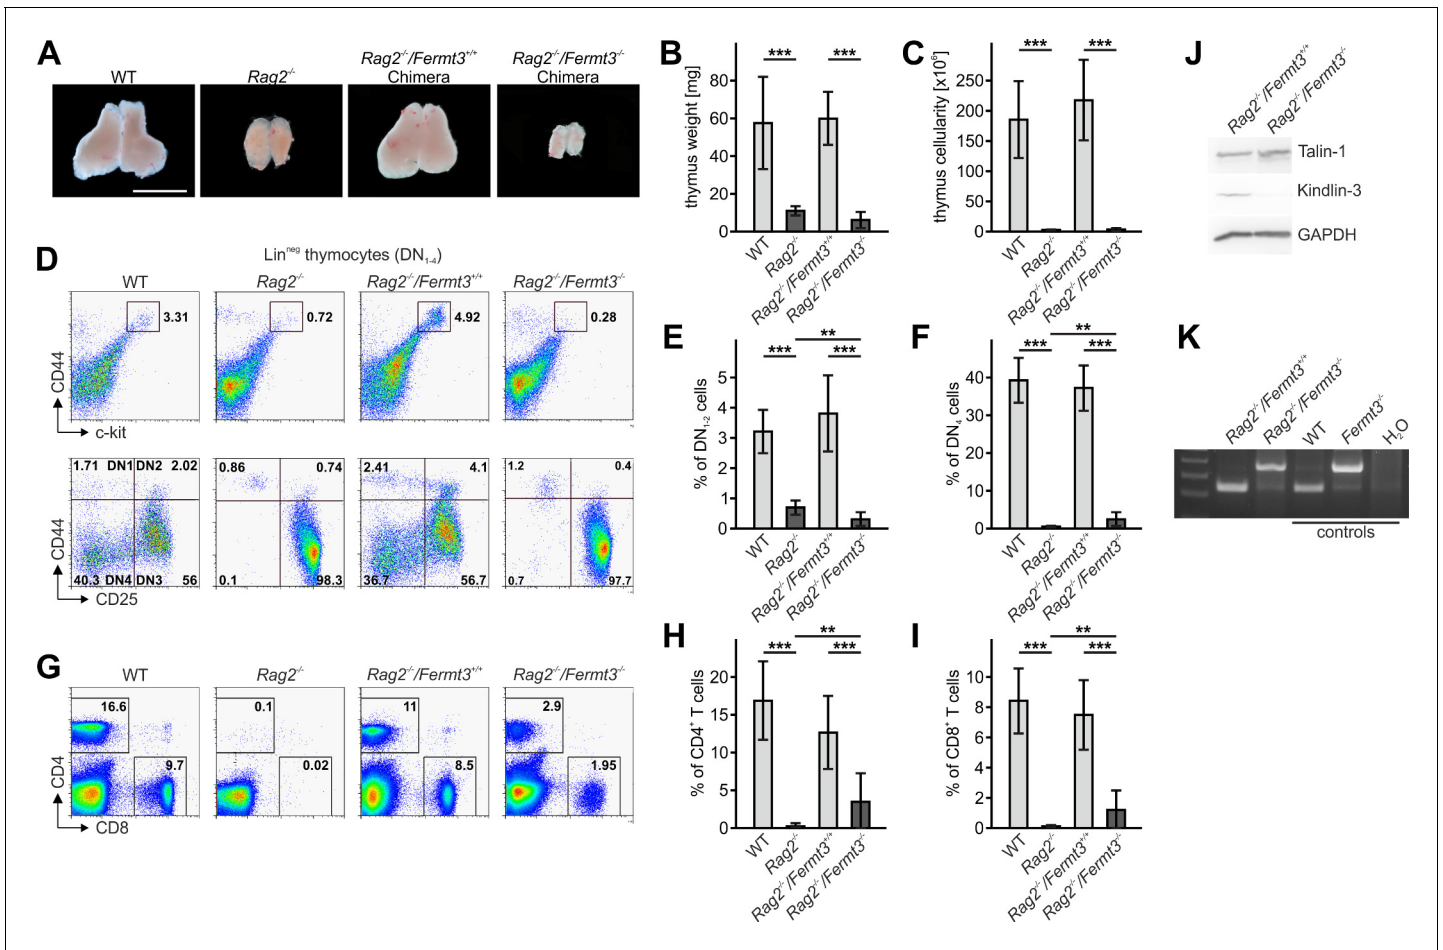 A
WT
Rag2-/-
Rag2-/-/Fermt3+/+
Chimera
Rag2-/-/Fermt3-/-
Chimera
B
thymus weight [mg]
80
60
40
20
0
***
***
WT
Rag2-/-
Rag2-/-/Fermt3+/+
Rag2-/-/Fermt3-/-
C
thymus cellularity [x10⁶]
250
200
150
100
50
0
***
***
WT
Rag2-/-
Rag2-/-/Fermt3+/+
Rag2-/-/Fermt3-/-
J
Rag2-/-/Fermt3+/+
Rag2-/-/Fermt3-/-
Talin-1
Kindlin-3
GAPDH
D
Linneg thymocytes (DN1-4)
WT
Rag2-/-
Rag2-/-/Fermt3+/+
Rag2-/-/Fermt3-/-
3.31
0.72
4.92
0.28
CD44
c-kit
1.71 DN1 DN2 2.02
40.3 DN4 DN3 56
0.86 0.74
0.1 98.3
2.41 4.1
36.7 56.7
1.2 0.4
0.7 97.7
CD44
CD25
E
% of DN1-2 cells
5
4
3
2
1
0
**
***
***
WT
Rag2-/-
Rag2-/-/Fermt3+/+
Rag2-/-/Fermt3-/-
F
% of DN4 cells
40
30
20
10
0
**
***
***
WT
Rag2-/-
Rag2-/-/Fermt3+/+
Rag2-/-/Fermt3-/-
K
Rag2-/-/Fermt3+/+
Rag2-/-/Fermt3-/-
WT
Fermt3-/-
H2O
controls
G
WT
Rag2-/-
Rag2-/-/Fermt3+/+
Rag2-/-/Fermt3-/-
16.6
9.7
0.1
0.02
11
8.5
2.9
1.95
CD4
CD8
H
% of CD4+ T cells
20
15
10
5
0
**
***
***
WT
Rag2-/-
Rag2-/-/Fermt3+/+
Rag2-/-/Fermt3-/-
I
% of CD8+ T cells
10
8
6
4
2
0
**
***
***
WT
Rag2-/-
Rag2-/-/Fermt3+/+
Rag2-/-/Fermt3-/-